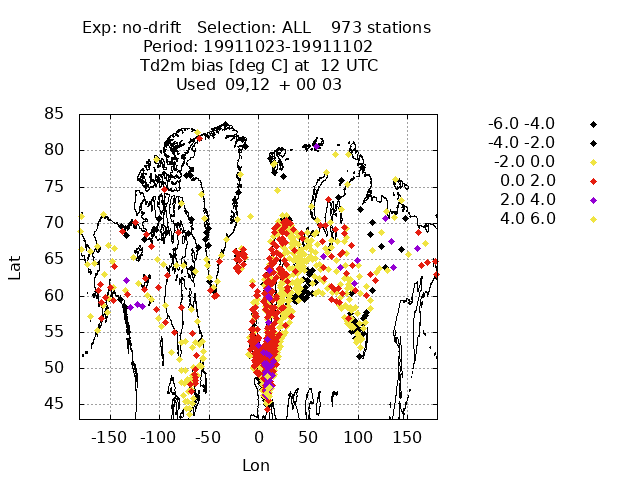 Exp: no-drift Selection: ALL 973 stations
Period: 19911023-19911102
Td2m bias [deg C] at 12 UTC
Used 09,12 + 00 03
85
80
75
70
65
60
55
50
45
Lat
-150 -100 -50 0 50 100 150
Lon
-6.0 -4.0
-4.0 -2.0
-2.0 0.0
0.0 2.0
2.0 4.0
4.0 6.0